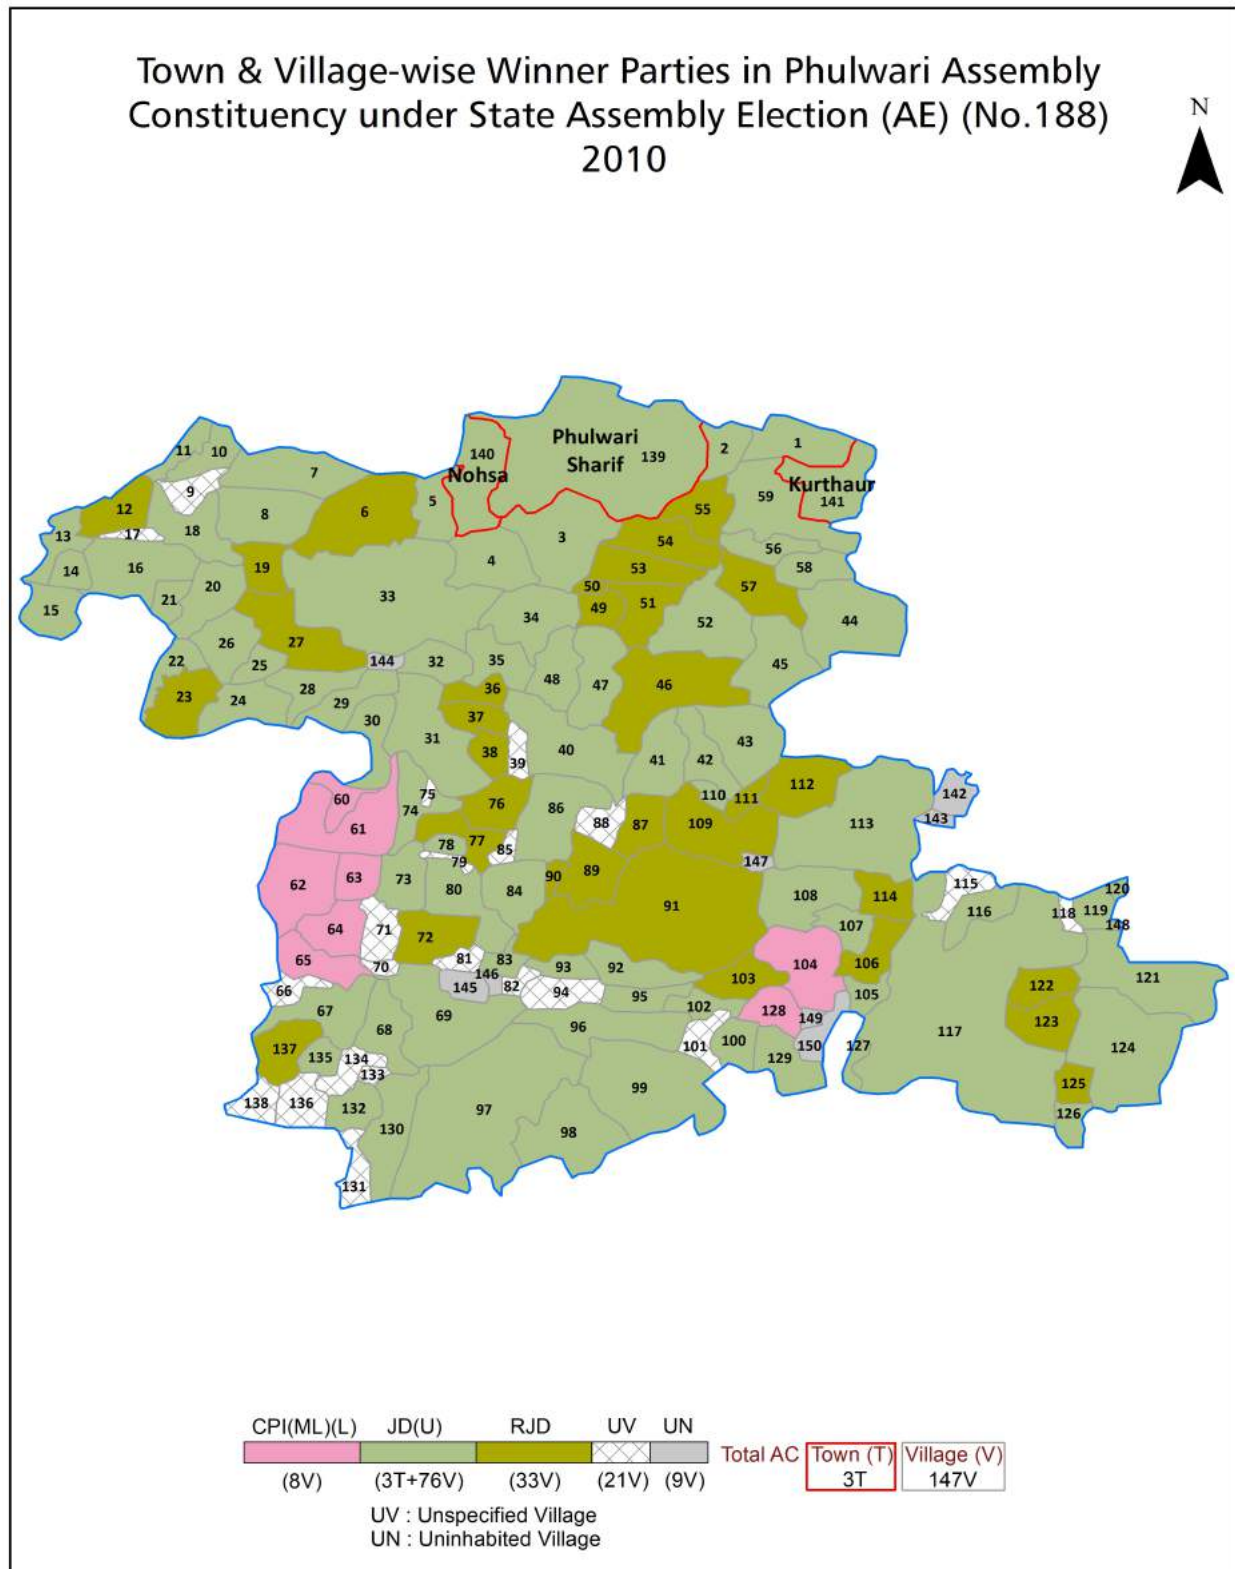 Town & Village-wise Winner Parties in Phulwari Assembly
Constituency under State Assembly Election (AE) (No.188)
2010
N
11 10 7 140 Phulwari 139 2 1
9 Nohsa Sharif Kurthaur
12 8 6 5 59 141
13 17 18 3 55
14 16 19 4 54 56
15 21 20 33 50 53 57 58
49 51
34 52 44
26 27
22 25 144 32 35 48 47 46 45
23 24 28 29 30 36
31 37 38 39 40 41 42 43
60 75 74 76 86 88 87 110 111 112 142
61 109 113 143
78 77 85
62 63 73 79 80 84 90 89 91 147 115
108 114 116 118 119 120
64 71 72 107 148
65 70 81 83 93 92 103 104 106 121
66 145 146 82 94 95 102 105 122
67 68 69 96 128 149 123
137 135 134 133 101 100 129 150 127 117 124
138 136 132 130 97 99 125
98 126
131
CPI(ML)(L) JD(U) RJD UV UN
Total AC Town (T) Village (V)
(8V) (3T+76V) (33V) (21V) (9V) 3T 147V
UV : Unspecified Village
UN : Uninhabited Village